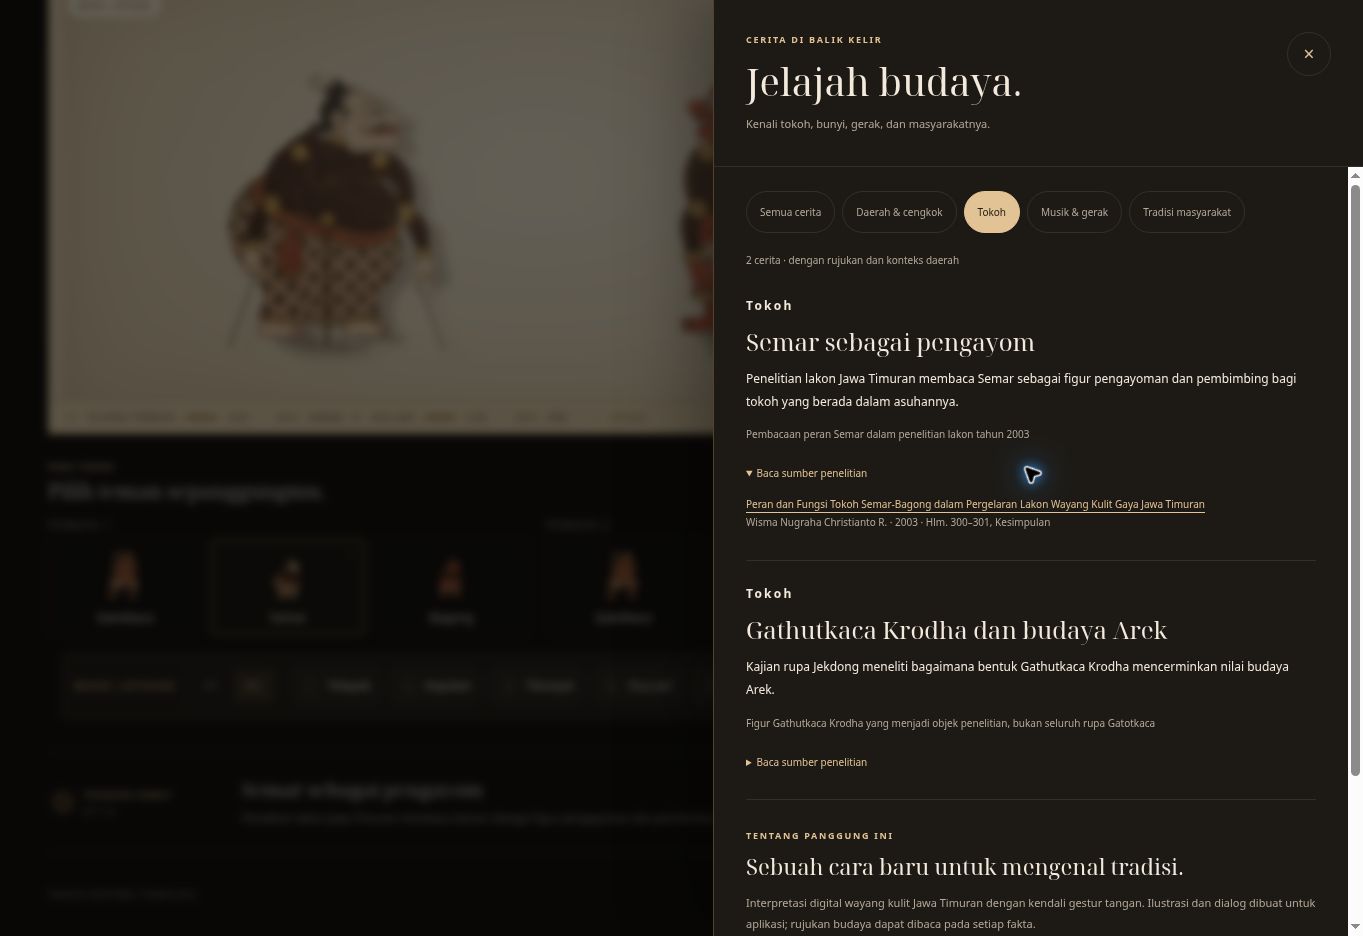 CERITA DI BALIK KELIR
Jelajah budaya.
Kenali tokoh, bunyi, gerak, dan masyarakatnya.
×
Semua cerita
Daerah & cengkok
Tokoh
Musik & gerak
Tradisi masyarakat
2 cerita · dengan rujukan dan konteks daerah
Tokoh
Semar sebagai pengayom
Penelitian lakon Jawa Timuran membaca Semar sebagai figur pengayoman dan pembimbing bagi
tokoh yang berada dalam asuhannya.
Pembacaan peran Semar dalam penelitian lakon tahun 2003
▼ Baca sumber penelitian
Peran dan Fungsi Tokoh Semar-Bagong dalam Pergelaran Lakon Wayang Kulit Gaya Jawa Timuran
Wisma Nugraha Christianto R. · 2003 · Hlm. 300–301, Kesimpulan
Tokoh
Gathutkaca Krodha dan budaya Arek
Kajian rupa Jekdong meneliti bagaimana bentuk Gathutkaca Krodha mencerminkan nilai budaya
Arek.
Figur Gathutkaca Krodha yang menjadi objek penelitian, bukan seluruh rupa Gatotkaca
▶ Baca sumber penelitian
TENTANG PANGGUNG INI
Sebuah cara baru untuk mengenal tradisi.
Interpretasi digital wayang kulit Jawa Timuran dengan kendali gestur tangan. Ilustrasi dan dialog dibuat untuk
aplikasi; rujukan budaya dapat dibaca pada setiap fakta.
Semar sebagai pengayom